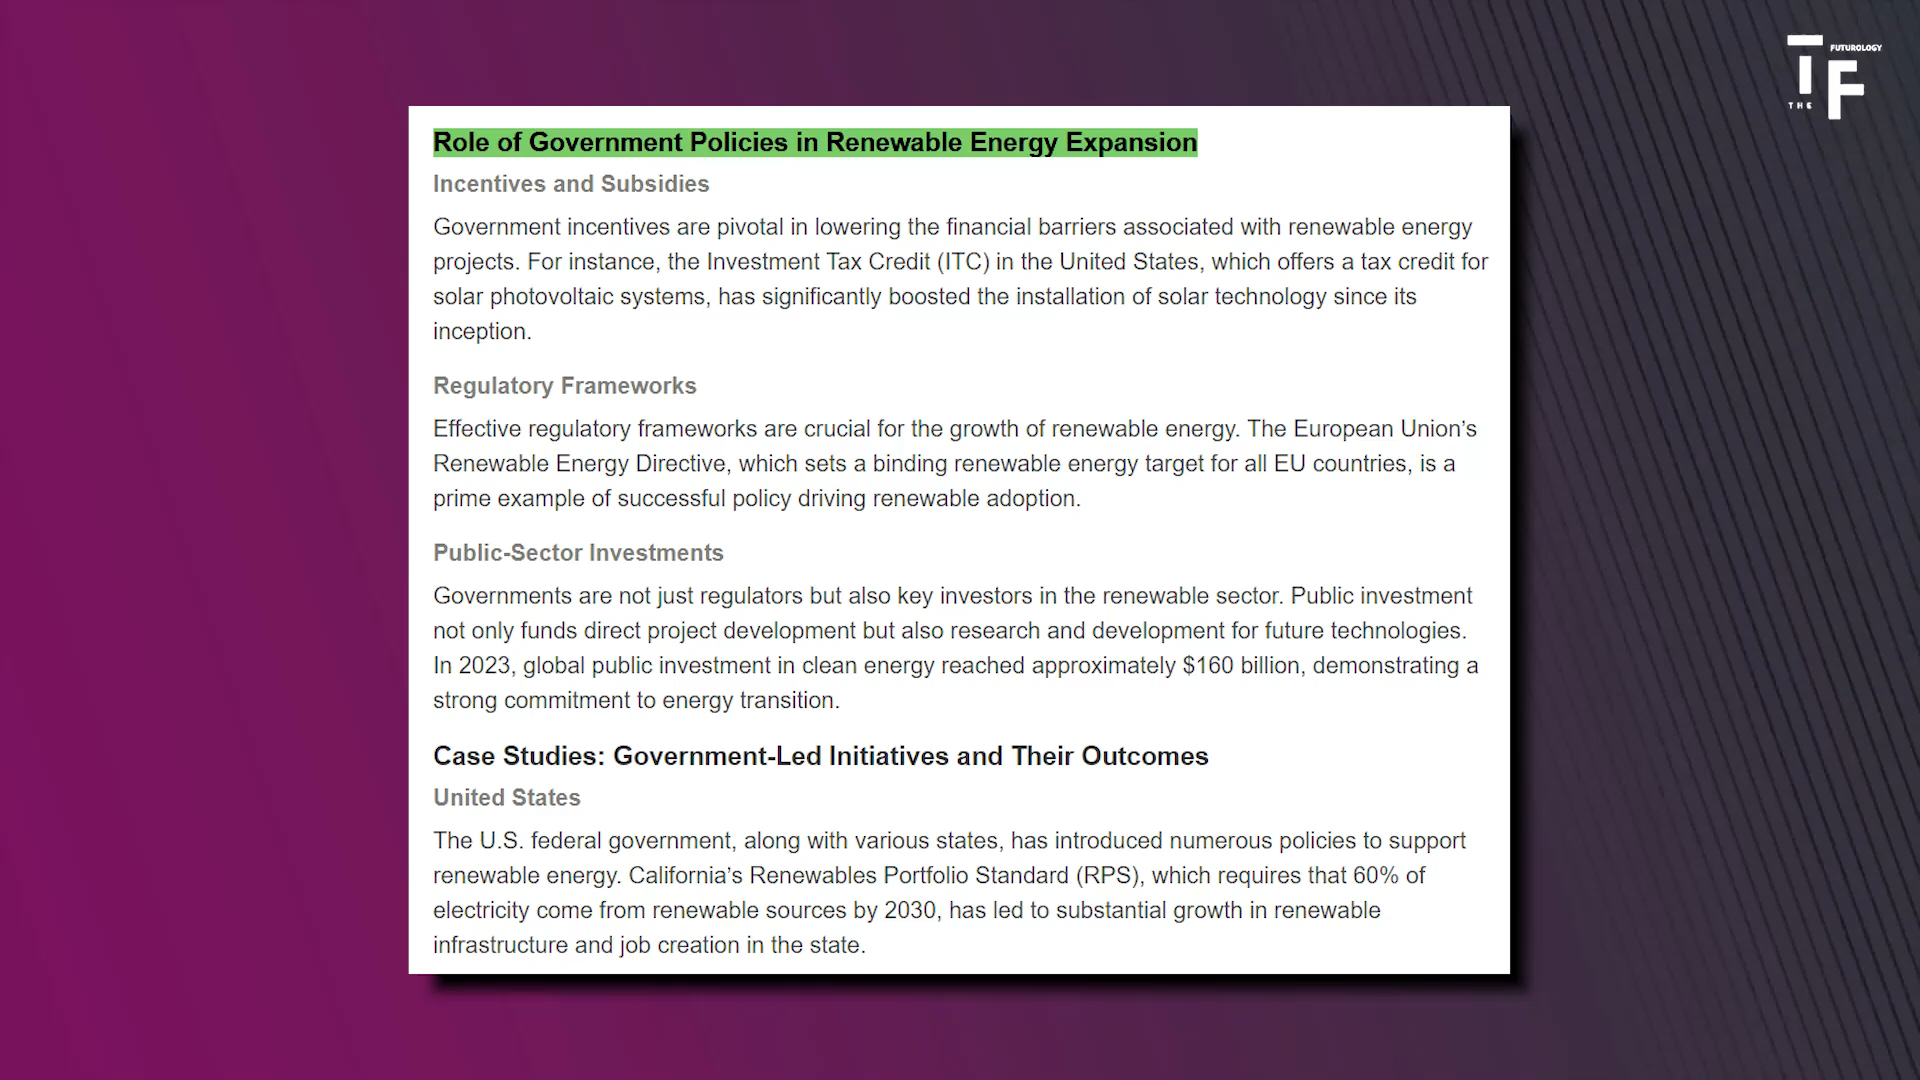 FUTUROLOGY
T
F
THE
Role of Government Policies in Renewable Energy Expansion
Incentives and Subsidies
Government incentives are pivotal in lowering the financial barriers associated with renewable energy
projects. For instance, the Investment Tax Credit (ITC) in the United States, which offers a tax credit for
solar photovoltaic systems, has significantly boosted the installation of solar technology since its
inception.
Regulatory Frameworks
Effective regulatory frameworks are crucial for the growth of renewable energy. The European Union’s
Renewable Energy Directive, which sets a binding renewable energy target for all EU countries, is a
prime example of successful policy driving renewable adoption.
Public-Sector Investments
Governments are not just regulators but also key investors in the renewable sector. Public investment
not only funds direct project development but also research and development for future technologies.
In 2023, global public investment in clean energy reached approximately $160 billion, demonstrating a
strong commitment to energy transition.
Case Studies: Government-Led Initiatives and Their Outcomes
United States
The U.S. federal government, along with various states, has introduced numerous policies to support
renewable energy. California’s Renewables Portfolio Standard (RPS), which requires that 60% of
electricity come from renewable sources by 2030, has led to substantial growth in renewable
infrastructure and job creation in the state.